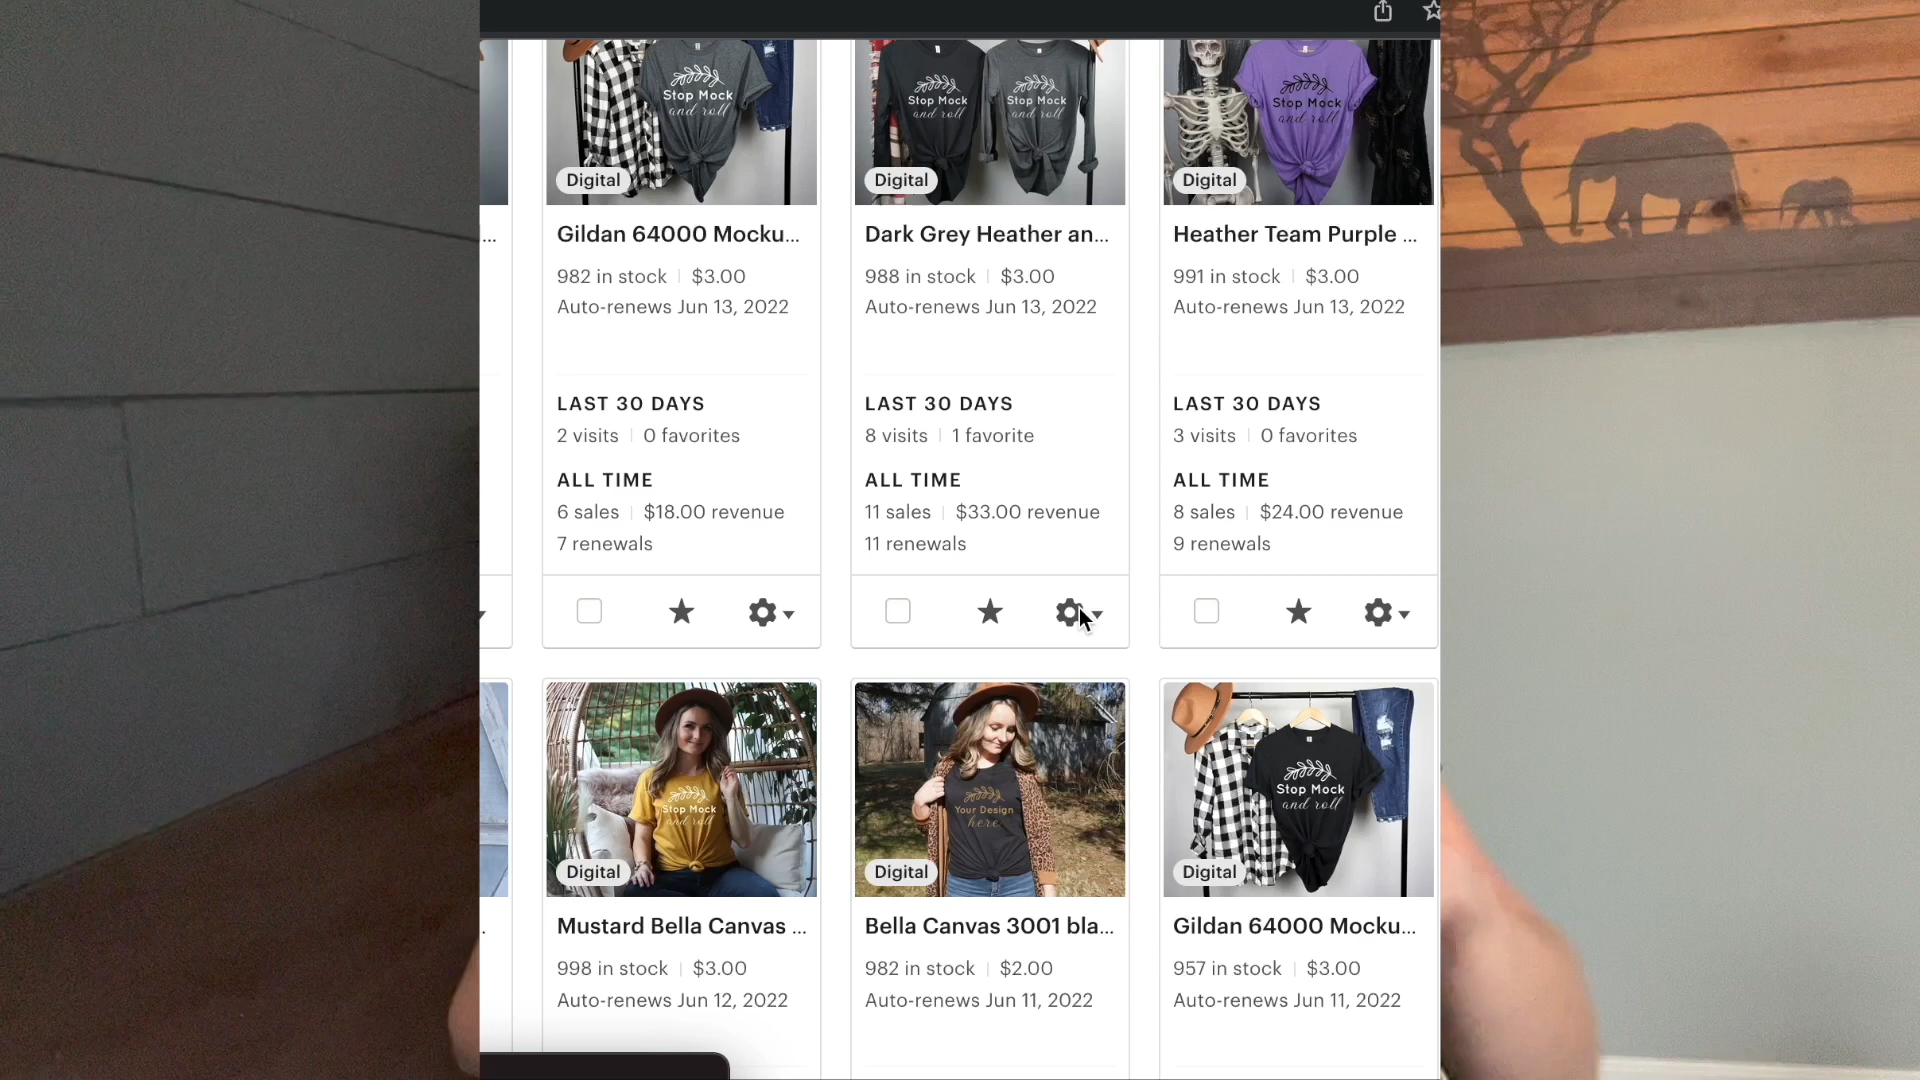 Stop Mock
and roll
Stop Mock
and roll
Stop Mock
and roll
Stop Mock
and roll
Digital
Digital
Digital
...
Gildan 64000 Mocku...
Dark Grey Heather an...
Heather Team Purple ...
982 in stock | $3.00
988 in stock | $3.00
991 in stock | $3.00
Auto-renews Jun 13, 2022
Auto-renews Jun 13, 2022
Auto-renews Jun 13, 2022
LAST 30 DAYS
LAST 30 DAYS
LAST 30 DAYS
2 visits | 0 favorites
8 visits | 1 favorite
3 visits | 0 favorites
ALL TIME
ALL TIME
ALL TIME
6 sales | $18.00 revenue
11 sales | $33.00 revenue
8 sales | $24.00 revenue
7 renewals
11 renewals
9 renewals
Stop Mock
and roll
Your Design
here
Stop Mock
and roll
Digital
Digital
Digital
Mustard Bella Canvas ...
Bella Canvas 3001 bla...
Gildan 64000 Mocku...
998 in stock | $3.00
982 in stock | $2.00
957 in stock | $3.00
Auto-renews Jun 12, 2022
Auto-renews Jun 11, 2022
Auto-renews Jun 11, 2022